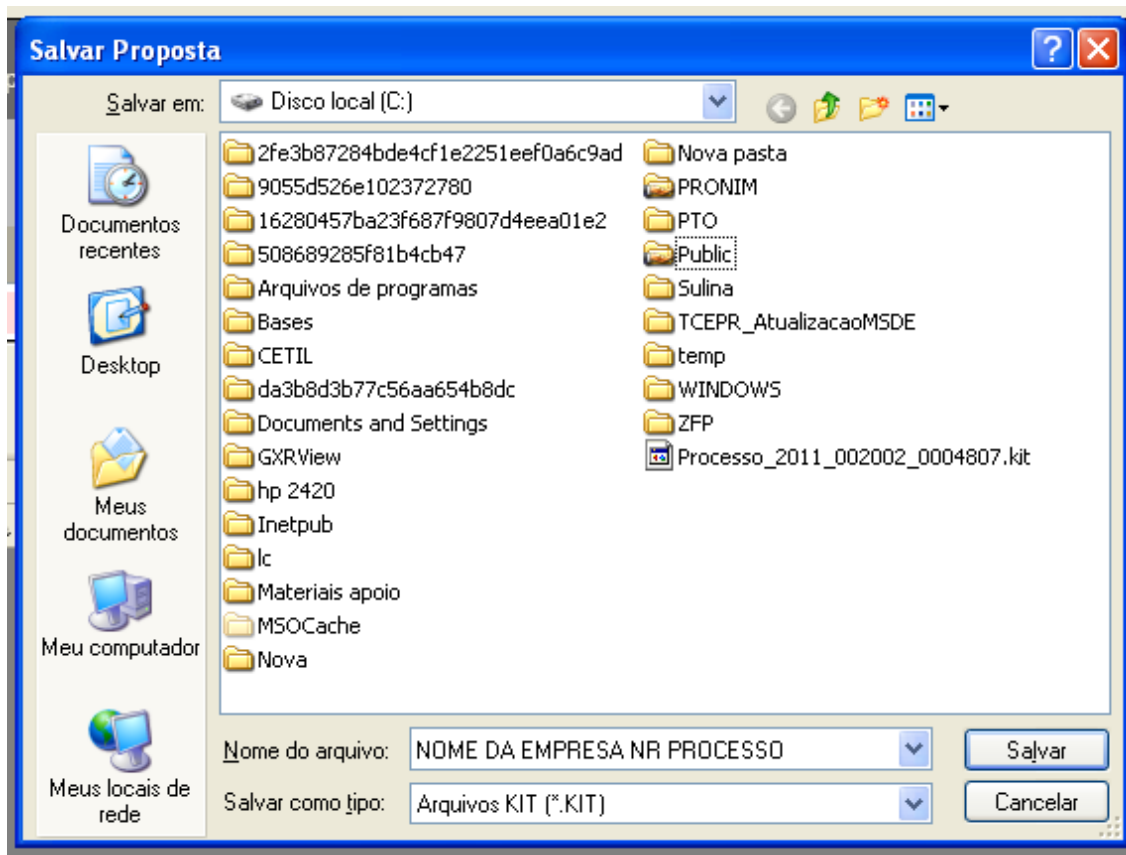 Salvar Proposta
Salvar em:
Disco local (C:)
Documentos
recentes
Desktop
Meus
documentos
Meu computador
Meus locais de
rede
2fe3b87284bde4cf1e2251eef0a6c9ad
9055d526e102372780
16280457ba23f687f9807d4eea01e2
508689285f81b4cb47
Arquivos de programas
Bases
CETIL
da3b8d3b77c56aa654b8dc
Documents and Settings
GXRView
hp 2420
Inetpub
lc
Materiais apoio
MSOCache
Nova
Nova pasta
PRONIM
PTO
Public
Sulina
TCEPR_AtualizacaoMSDE
temp
WINDOWS
ZFP
Processo_2011_002002_0004807.kit
Nome do arquivo:
NOME DA EMPRESA NR PROCESSO
Salvar
Salvar como tipo:
Arquivos KIT (*.KIT)
Cancelar